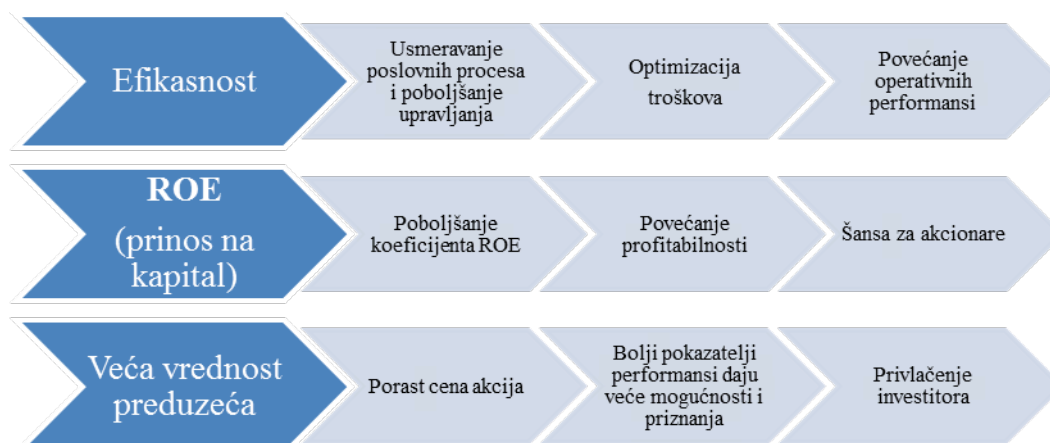 Efikasnost
Usmeravanje
poslovnih procesa
i poboljšanje
upravljanja
Optimizacija
troškova
Povećanje
operativnih
performansi
ROE
(prinos na
kapital)
Poboljšanje
koeficijenta ROE
Povećanje
profitabilnosti
Šansa za akcionare
Veća vrednost
preduzeća
Porast cena akcija
Bolji pokazatelji
performansi daju
veće mogućnosti i
priznanja
Privlačenje
investitora